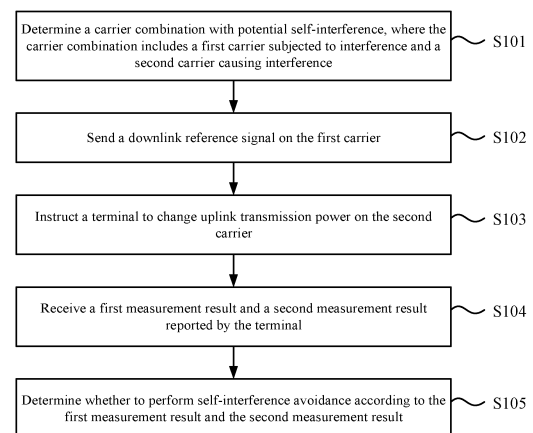 Determine a carrier combination with potential self-interference, where the
carrier combination includes a first carrier subjected to interference and a
second carrier causing interference
S101
Send a downlink reference signal on the first carrier
S102
Instruct a terminal to change uplink transmission power on the second
carrier
S103
Receive a first measurement result and a second measurement result
reported by the terminal
S104
Determine whether to perform self-interference avoidance according to the
first measurement result and the second measurement result
S105